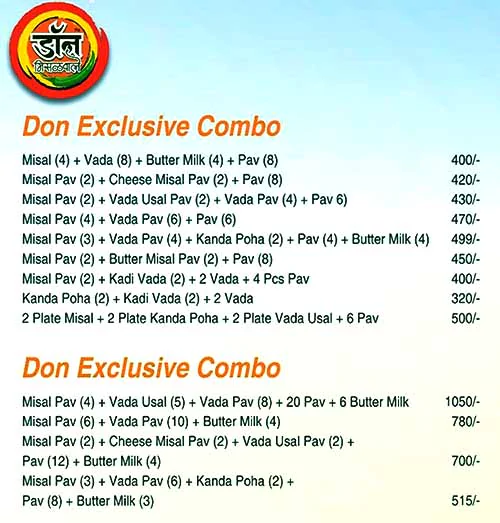 डॉन
मिसळवाले
Don Exclusive Combo
Misal (4) + Vada (8) + Butter Milk (4) + Pav (8) 400/-
Misal Pav (2) + Cheese Misal Pav (2) + Pav (8) 420/-
Misal Pav (2) + Vada Usal Pav (2) + Vada Pav (4) + Pav 6) 430/-
Misal Pav (4) + Vada Pav (6) + Pav (6) 470/-
Misal Pav (3) + Vada Pav (4) + Kanda Poha (2) + Pav (4) + Butter Milk (4) 499/-
Misal Pav (2) + Butter Misal Pav (2) + Pav (8) 450/-
Misal Pav (2) + Kadi Vada (2) + 2 Vada + 4 Pcs Pav 400/-
Kanda Poha (2) + Kadi Vada (2) + 2 Vada 320/-
2 Plate Misal + 2 Plate Kanda Poha + 2 Plate Vada Usal + 6 Pav 500/-
Don Exclusive Combo
Misal Pav (4) + Vada Usal (5) + Vada Pav (8) + 20 Pav + 6 Butter Milk 1050/-
Misal Pav (6) + Vada Pav (10) + Butter Milk (4) 780/-
Misal Pav (2) + Cheese Misal Pav (2) + Vada Usal Pav (2) +
Pav (12) + Butter Milk (4) 700/-
Misal Pav (3) + Vada Pav (6) + Kanda Poha (2) +
Pav (8) + Butter Milk (3) 515/-